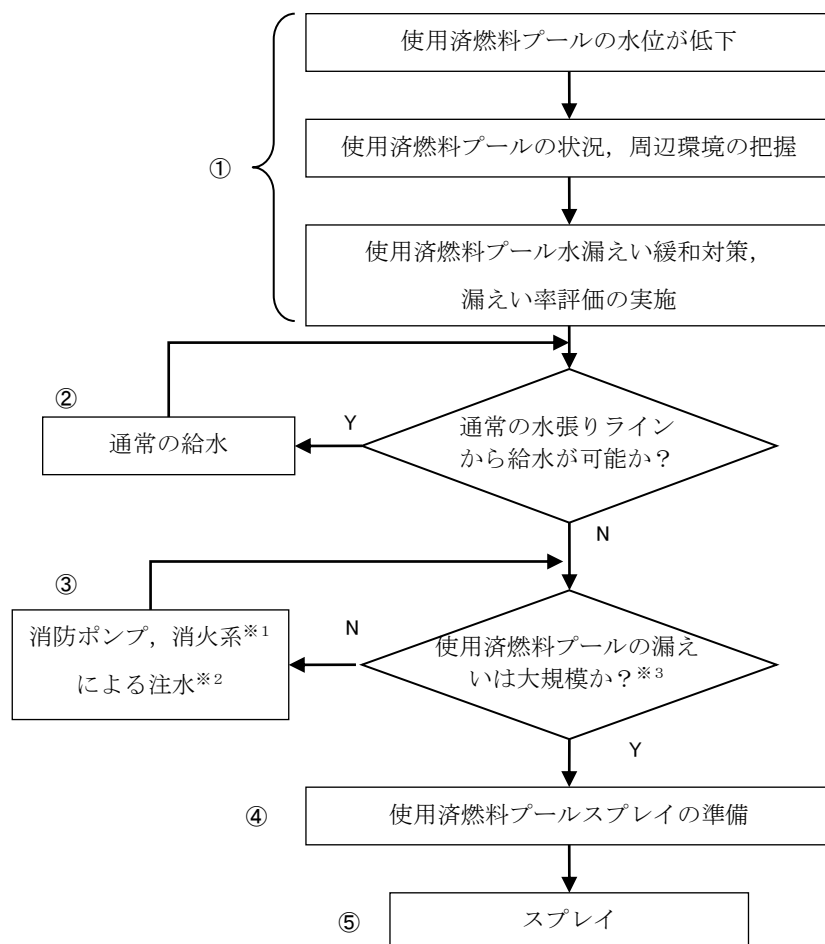 使用済燃料プールの水位が低下
①
使用済燃料プールの状況，周辺環境の把握
使用済燃料プール水漏えい緩和対策，
漏えい率評価の実施
②
通常の給水
Y
通常の水張りライン
から給水が可能か？
N
③
消防ポンプ，消火系※1
による注水※2
N
使用済燃料プールの漏え
いは大規模か？※3
Y
④
使用済燃料プールスプレイの準備
⑤
スプレイ